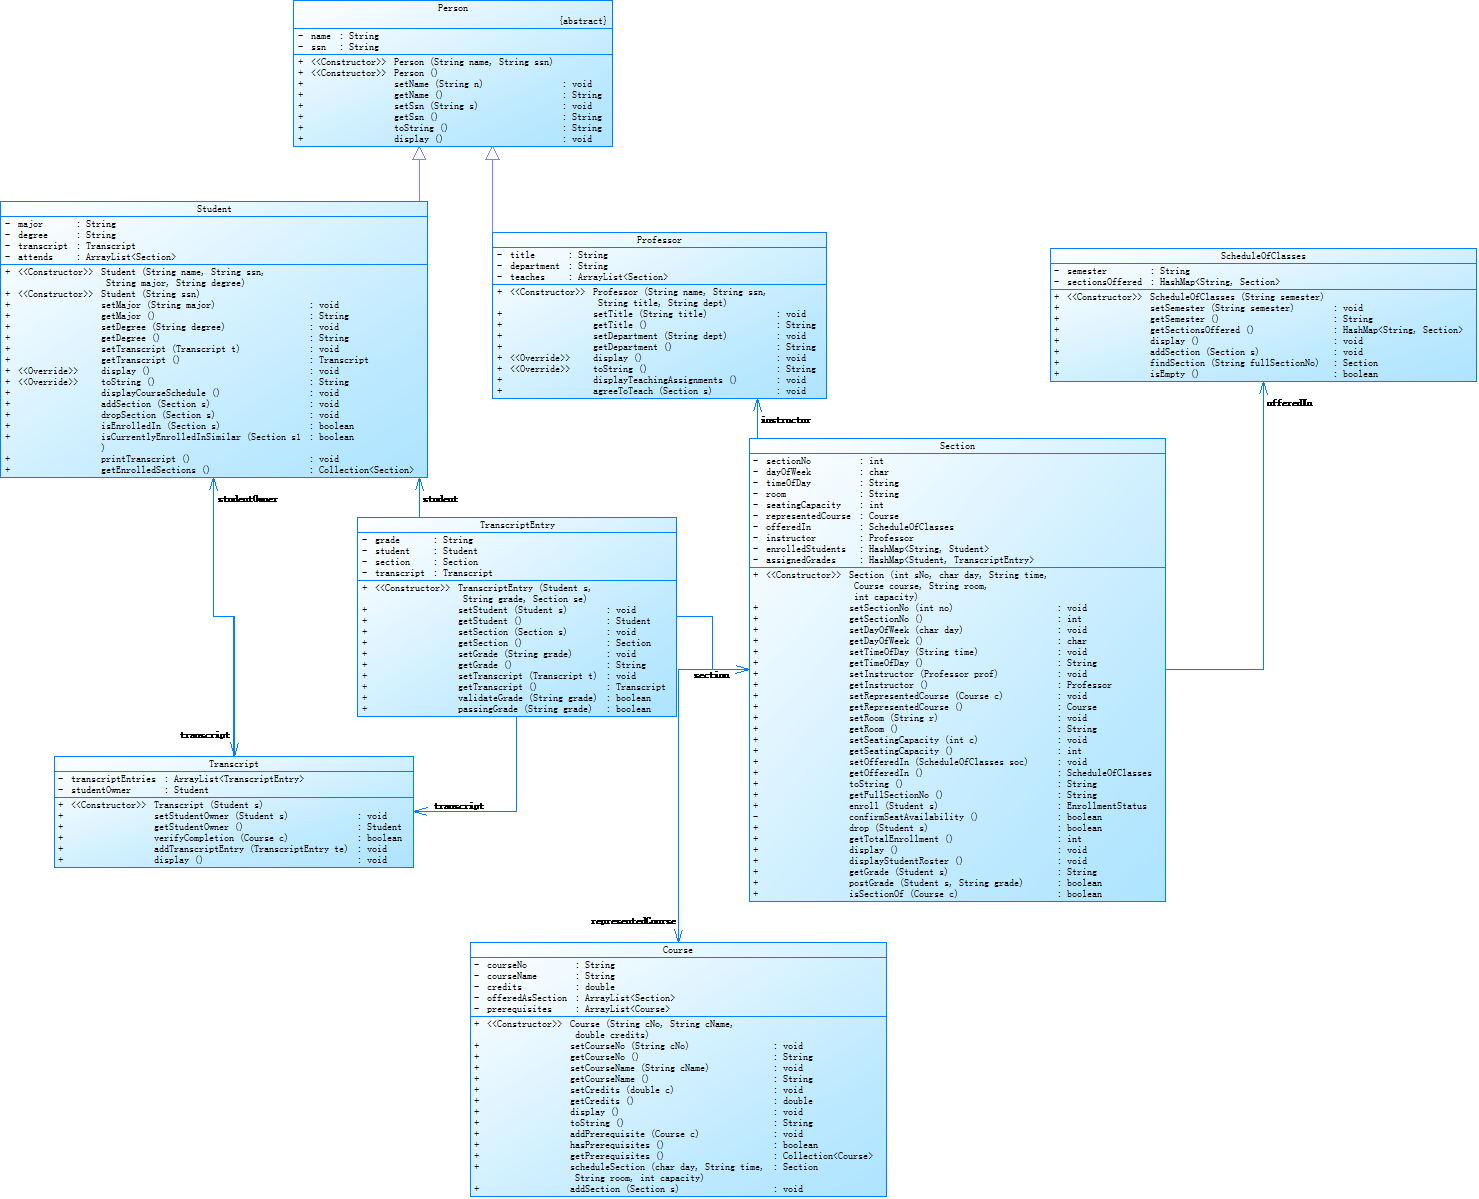 Person
{abstract}
- name : String
- ssn : String
+ <<Constructor>> Person (String name, String ssn)
+ <<Constructor>> Person ()
+ setName (String n) : void
+ getName () : String
+ setSsn (String s) : void
+ getSsn () : String
+ toString () : String
+ display () : void
Student
- major : String
- degree : String
- transcript : Transcript
- attends : ArrayList<Section>
+ <<Constructor>> Student (String name, String ssn,
String major, String degree)
+ <<Constructor>> Student (String ssn)
+ setMajor (String major) : void
+ getMajor () : String
+ setDegree (String degree) : void
+ getDegree () : String
+ setTranscript (Transcript t) : void
+ getTranscript () : Transcript
+ <<Override>> display () : void
+ <<Override>> toString () : String
+ displayCourseSchedule () : void
+ addSection (Section s) : void
+ dropSection (Section s) : void
+ isEnrolledIn (Section s) : boolean
+ isCurrentlyEnrolledInSimilar (Section s1 : boolean
)
+ printTranscript () : void
+ getEnrolledSections () : Collection<Section>
Professor
- title : String
- department : String
- teaches : ArrayList<Section>
+ <<Constructor>> Professor (String name, String ssn,
String title, String dept)
+ setTitle (String title) : void
+ getTitle () : String
+ setDepartment (String dept) : void
+ getDepartment () : String
+ <<Override>> display () : void
+ <<Override>> toString () : String
+ displayTeachingAssignments () : void
+ agreeToTeach (Section s) : void
ScheduleOfClasses
- semester : String
- sectionsOffered : HashMap<String, Section>
+ <<Constructor>> ScheduleOfClasses (String semester)
+ setSemester (String semester) : void
+ getSemester () : String
+ getSectionsOffered () : HashMap<String, Section>
+ display () : void
+ addSection (Section s) : void
+ findSection (String fullSectionNo) : Section
+ isEmpty () : boolean
offeredIn
instructor
studentOwner
student
Section
- sectionNo : int
- dayOfWeek : char
- timeOfDay : String
- room : String
- seatingCapacity : int
- representedCourse : Course
- offeredIn : ScheduleOfClasses
- instructor : Professor
- enrolledStudents : HashMap<String, Student>
- assignedGrades : HashMap<Student, TranscriptEntry>
+ <<Constructor>> Section (int sNo, char day, String time,
Course course, String room,
int capacity)
+ setSectionNo (int no) : void
+ getSectionNo () : int
+ setDayOfWeek (char day) : void
+ getDayOfWeek () : char
+ setTimeOfDay (String time) : void
+ getTimeOfDay () : String
+ setInstructor (Professor prof) : void
+ getInstructor () : Professor
+ setRepresentedCourse (Course c) : void
+ getRepresentedCourse () : Course
+ setRoom (String r) : void
+ getRoom () : String
+ setSeatingCapacity (int c) : void
+ getSeatingCapacity () : int
+ setOfferedIn (ScheduleOfClasses soc) : void
+ getOfferedIn () : ScheduleOfClasses
+ toString () : String
+ getFullSectionNo () : String
+ enroll (Student s) : EnrollmentStatus
- confirmSeatAvailability () : boolean
+ drop (Student s) : boolean
+ getTotalEnrollment () : int
+ display () : void
+ displayStudentRoster () : void
+ getGrade (Student s) : String
+ postGrade (Student s, String grade) : boolean
+ isSectionOf (Course c) : boolean
TranscriptEntry
- grade : String
- student : Student
- section : Section
- transcript : Transcript
+ <<Constructor>> TranscriptEntry (Student s,
String grade, Section se)
+ setStudent (Student s) : void
+ getStudent () : Student
+ setSection (Section s) : void
+ getSection () : Section
+ setGrade (String grade) : void
+ getGrade () : String
+ setTranscript (Transcript t) : void
+ getTranscript () : Transcript
+ validateGrade (String grade) : boolean
+ passingGrade (String grade) : boolean
section
transcript
Transcript
- transcriptEntries : ArrayList<TranscriptEntry>
- studentOwner : Student
+ <<Constructor>> Transcript (Student s)
+ setStudentOwner (Student s) : void
+ getStudentOwner () : Student
+ verifyCompletion (Course c) : boolean
+ addTranscriptEntry (TranscriptEntry te) : void
+ display () : void
transcript
representedCourse
Course
- courseNo : String
- courseName : String
- credits : double
- offeredAsSection : ArrayList<Section>
- prerequisites : ArrayList<Course>
+ <<Constructor>> Course (String cNo, String cName,
double credits)
+ setCourseNo (String cNo) : void
+ getCourseNo () : String
+ setCourseName (String cName) : void
+ getCourseName () : String
+ setCredits (double c) : void
+ getCredits () : double
+ display () : void
+ toString () : String
+ addPrerequisite (Course c) : void
+ hasPrerequisites () : boolean
+ getPrerequisites () : Collection<Course>
+ scheduleSection (char day, String time, : Section
String room, int capacity)
+ addSection (Section s) : void